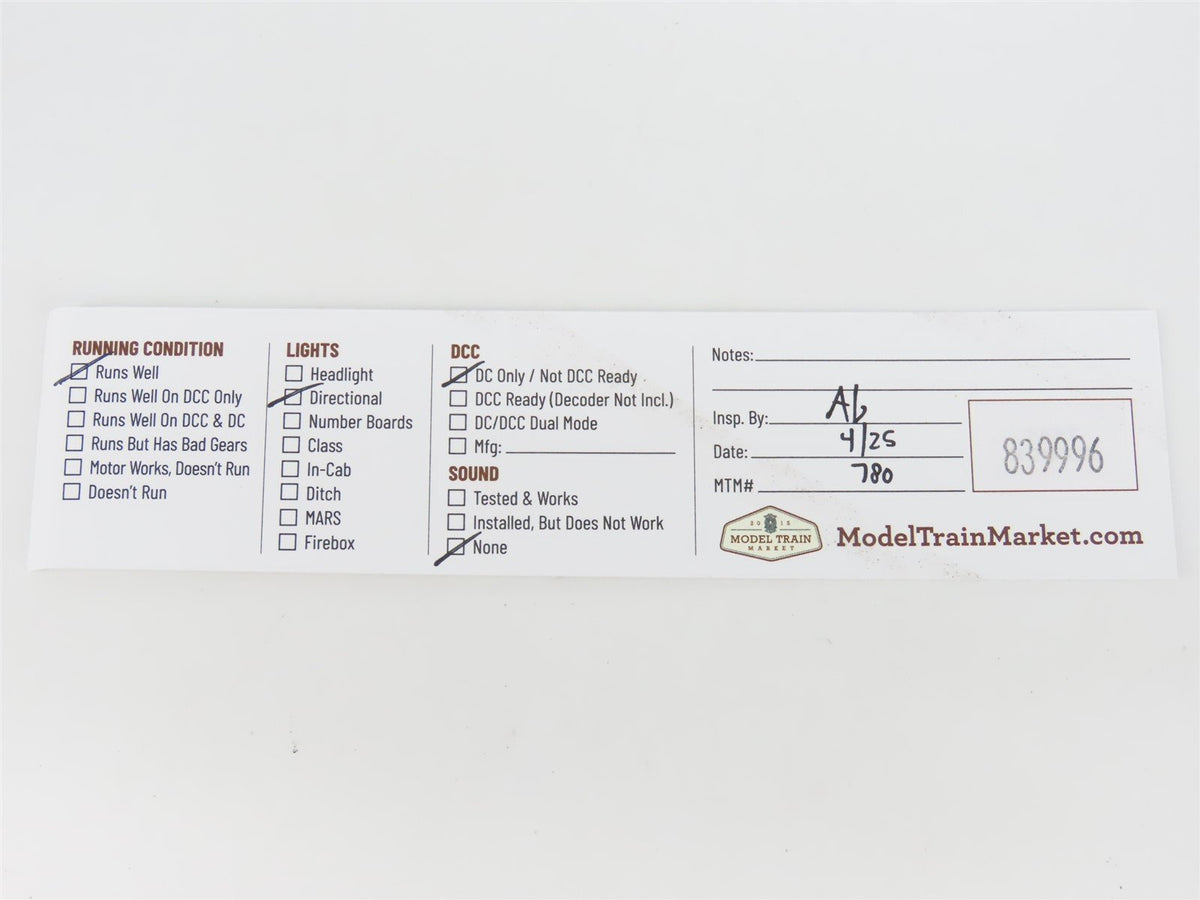 RUNNING CONDITION
Runs Well
Runs Well On DCC Only
Runs Well On DCC & DC
Runs But Has Bad Gears
Motor Works, Doesn't Run
Doesn't Run
LIGHTS
Headlight
Directional
Number Boards
Class
In-Cab
Ditch
MARS
Firebox
DCC
DC Only / Not DCC Ready
DCC Ready (Decoder Not Incl.)
DC/DCC Dual Mode
Mfg:
SOUND
Tested & Works
Installed, But Does Not Work
None
Notes:
Insp. By:
Date: 4/25
MTM# 780
839996
2015
MODEL TRAIN
MARKET
ModelTrainMarket.com